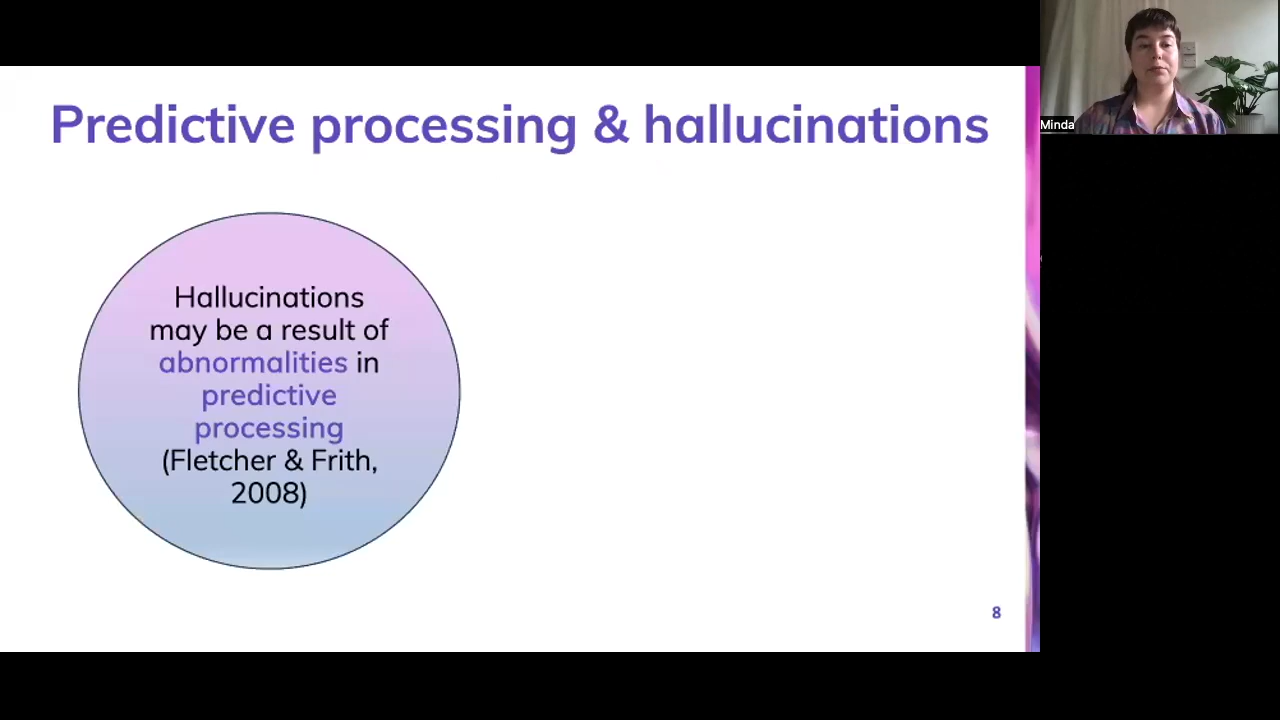 Predictive processing & hallucinations
Minda
Hallucinations
may be a result of
abnormalities in
predictive
processing
(Fletcher & Frith,
2008)
8